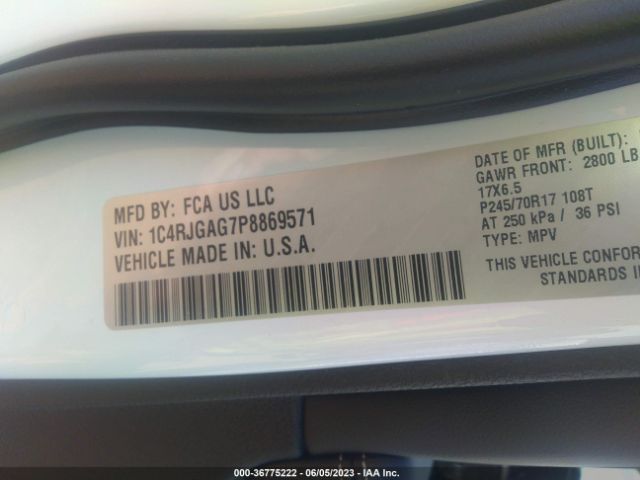 MFD BY: FCA US LLC
VIN: 1C4RJGAG7P8869571
VEHICLE MADE IN: U.S.A.
DATE OF MFR (BUILT):
GAWR FRONT: 2800 LB
17X6.5
P245/70R17 108T
AT 250 kPa / 36 PSI
TYPE: MPV
THIS VEHICLE CONFOR
STANDARDS I
000-36775222 - 06/05/2023 - IAA Inc.